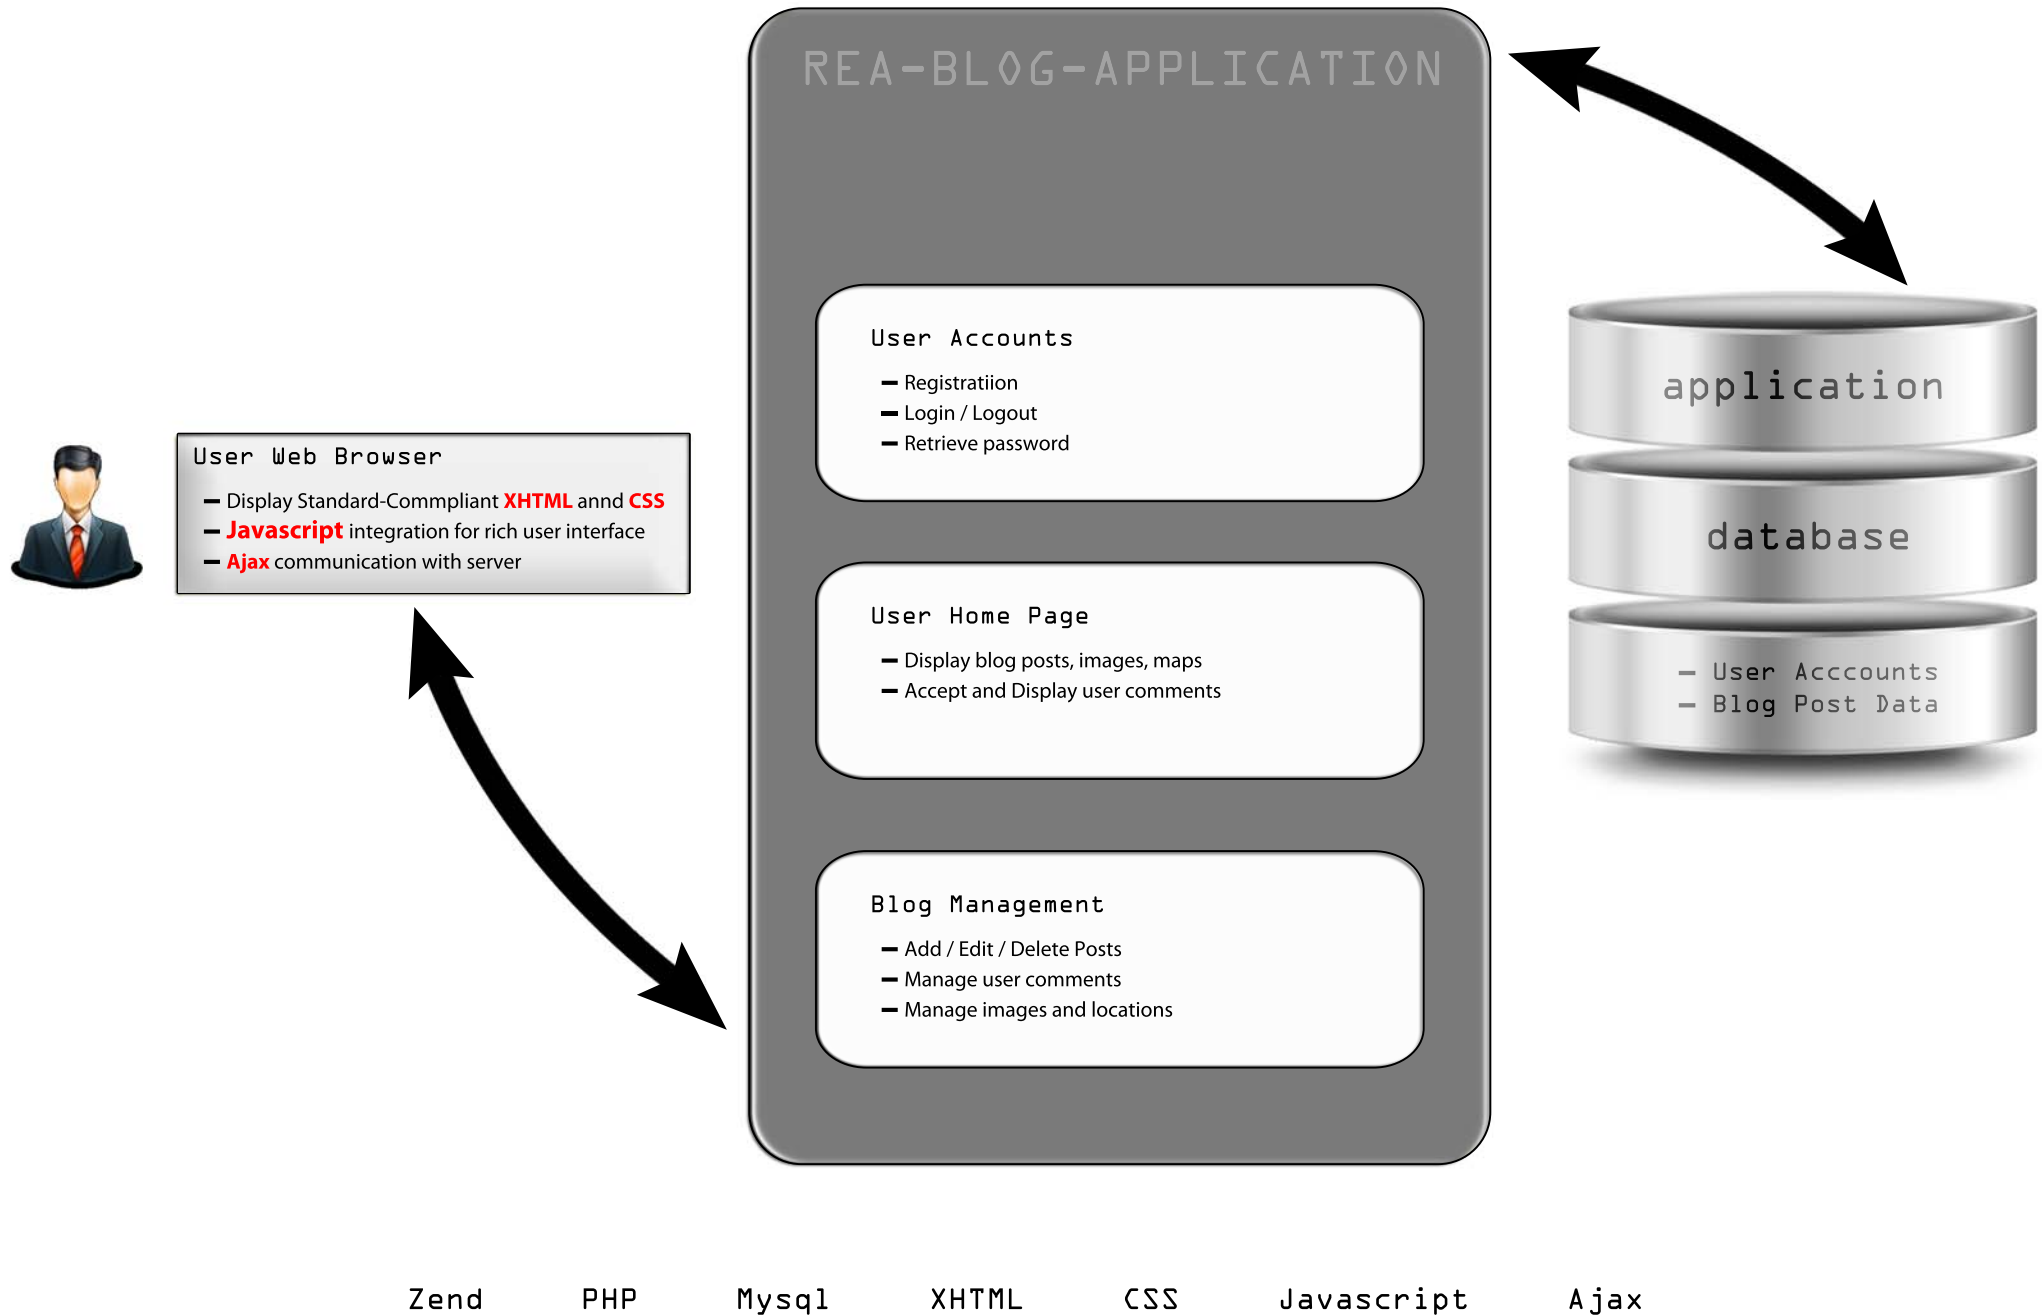 REA-BLOG-APPLICATION
User Web Browser
– Display Standard-Commpliant XHTML annd CSS
– Javascript integration for rich user interface
– Ajax communication with server
User Accounts
– Registratiion
– Login / Logout
– Retrieve password
User Home Page
– Display blog posts, images, maps
– Accept and Display user comments
Blog Management
– Add / Edit / Delete Posts
– Manage user comments
– Manage images and locations
application
database
– User Acccounts
– Blog Post Data
Zend PHP Mysql XHTML CSS Javascript Ajax